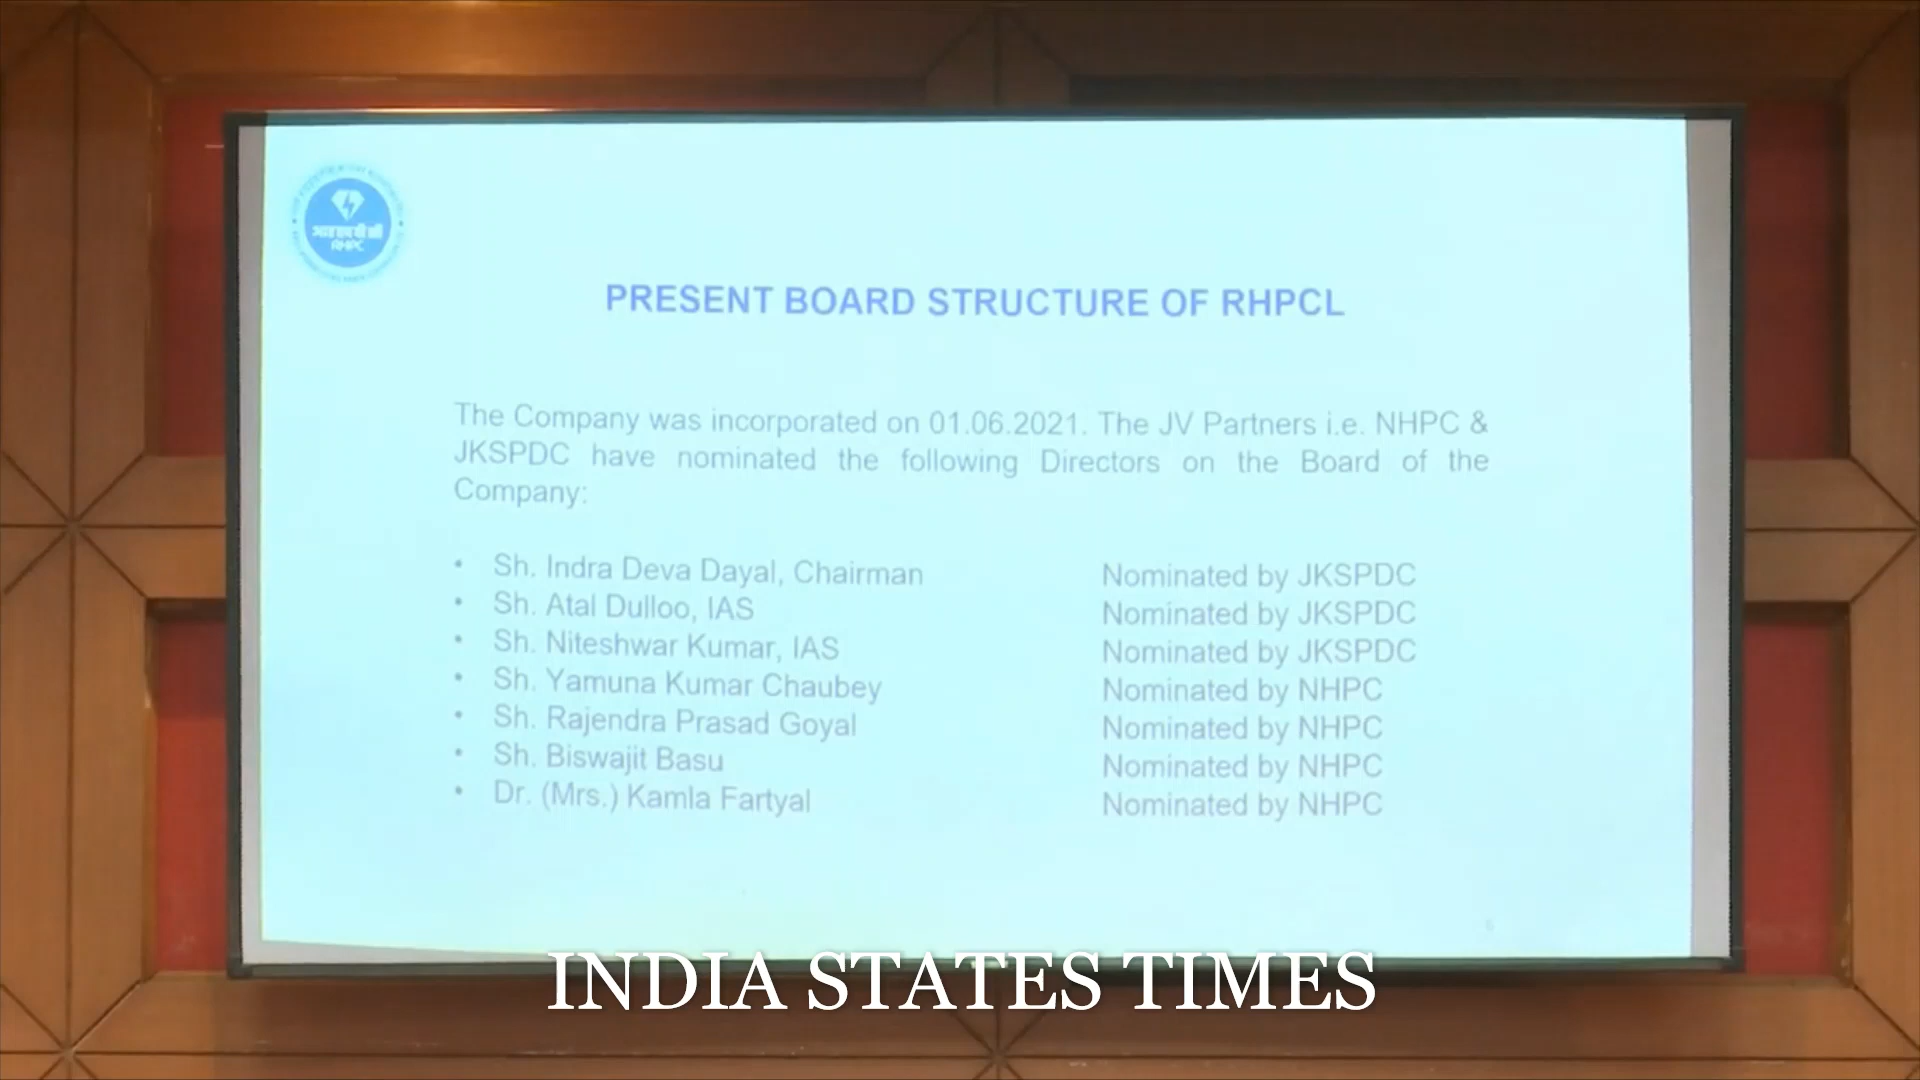 RHPC
PRESENT BOARD STRUCTURE OF RHPCL
The Company was incorporated on 01.06.2021. The JV Partners i.e. NHPC &
JKSPDC have nominated the following Directors on the Board of the
Company:
• Sh. Indra Deva Dayal, Chairman Nominated by JKSPDC
• Sh. Atal Dulloo, IAS Nominated by JKSPDC
• Sh. Niteshwar Kumar, IAS Nominated by JKSPDC
• Sh. Yamuna Kumar Chaubey Nominated by NHPC
• Sh. Rajendra Prasad Goyal Nominated by NHPC
• Sh. Biswajit Basu Nominated by NHPC
• Dr. (Mrs.) Kamla Fartyal Nominated by NHPC
INDIA STATES TIMES